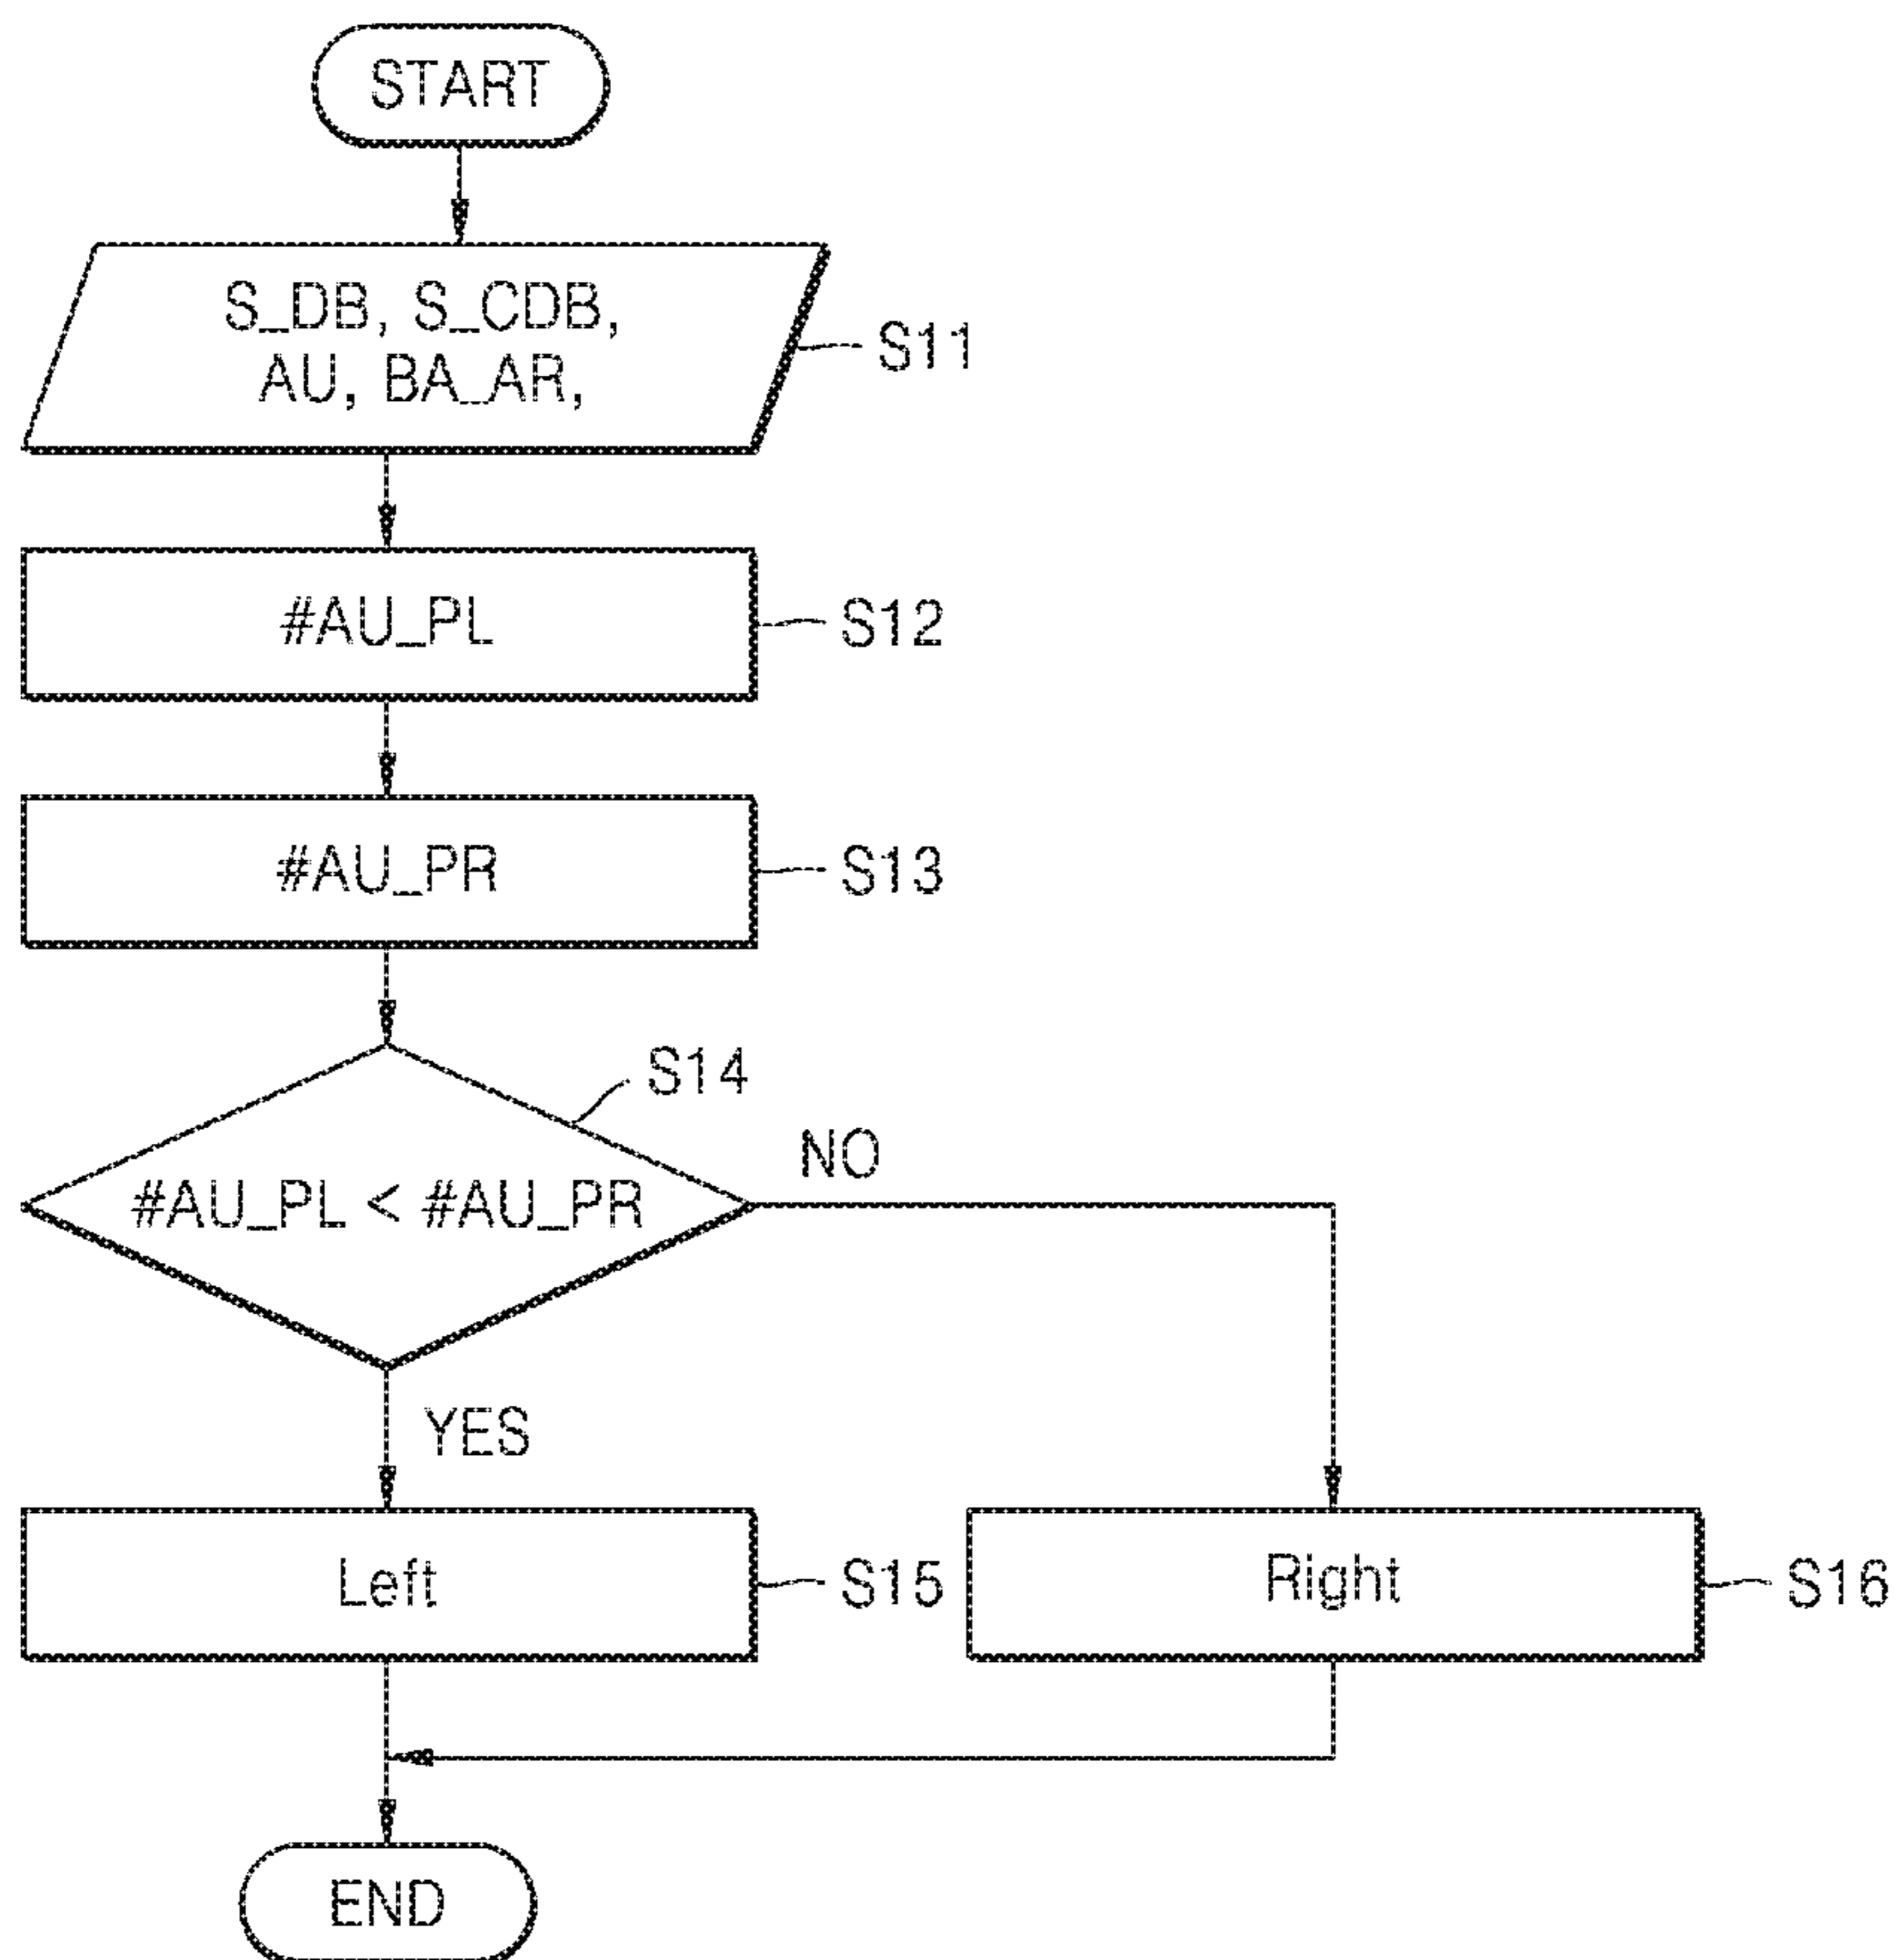 START
S_DB, S_CDB,
AU, BA_AR,
S11
#AU_PL
S12
#AU_PR
S13
S14
#AU_PL < #AU_PR
NO
YES
Left
S15
Right
S16
END